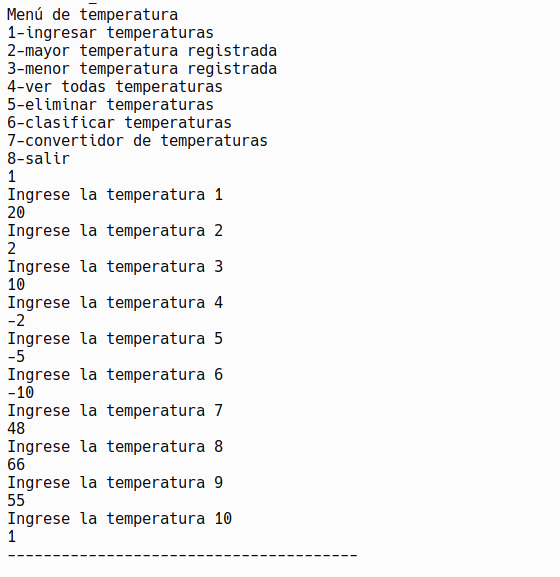 Menú de temperatura
1-ingresar temperaturas
2-mayor temperatura registrada
3-menor temperatura registrada
4-ver todas temperaturas
5-eliminar temperaturas
6-clasificar temperaturas
7-convertidor de temperaturas
8-salir
1
Ingrese la temperatura 1
20
Ingrese la temperatura 2
2
Ingrese la temperatura 3
10
Ingrese la temperatura 4
-2
Ingrese la temperatura 5
-5
Ingrese la temperatura 6
-10
Ingrese la temperatura 7
48
Ingrese la temperatura 8
66
Ingrese la temperatura 9
55
Ingrese la temperatura 10
1
---------------------------------------